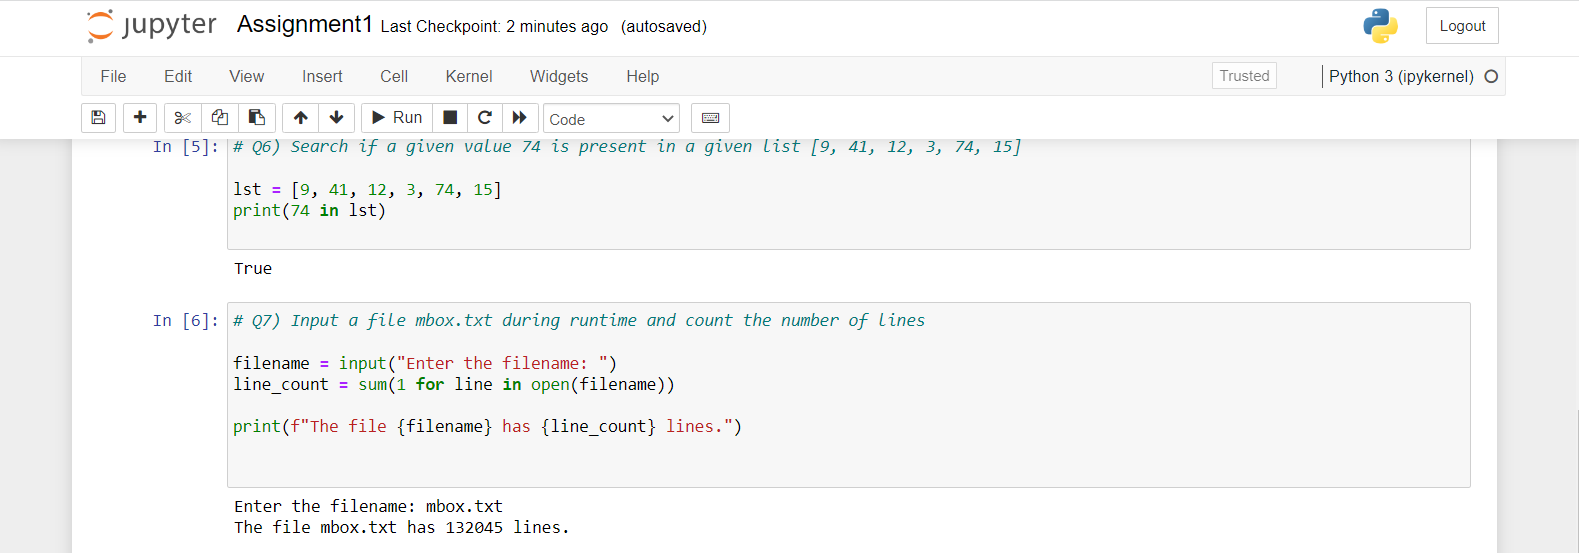 jupyter Assignment1 Last Checkpoint: 2 minutes ago (autosaved) Logout
File Edit View Insert Cell Kernel Widgets Help Trusted Python 3 (ipykernel)
Run Code
In [5]: # Q6) Search if a given value 74 is present in a given list [9, 41, 12, 3, 74, 15]
lst = [9, 41, 12, 3, 74, 15]
print(74 in lst)
True
In [6]: # Q7) Input a file mbox.txt during runtime and count the number of lines
filename = input("Enter the filename: ")
line_count = sum(1 for line in open(filename))
print(f"The file {filename} has {line_count} lines.")
Enter the filename: mbox.txt
The file mbox.txt has 132045 lines.